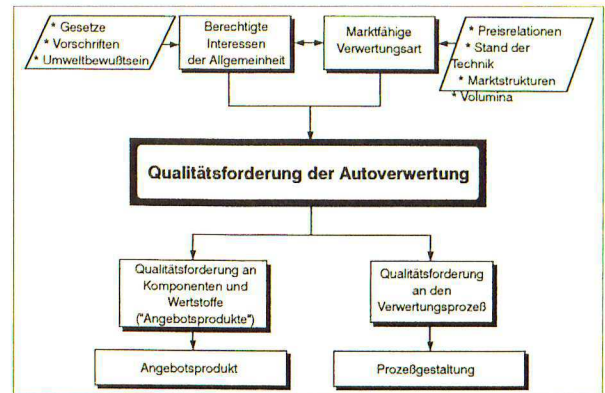 * Gesetze
* Vorschriften
* Umweltbewußtsein
Berechtigte
Interessen
der Allgemeinheit
Marktfähige
Verwertungsart
* Preisrelationen
* Stand der
Technik
* Marktstrukturen
* Volumina
Qualitätsforderung der Autoverwertung
Qualitätsforderung an
Komponenten und
Wertstoffe
("Angebotsprodukte")
Qualitätsforderung
an den
Verwertungsprozeß
Angebotsprodukt
Prozeßgestaltung